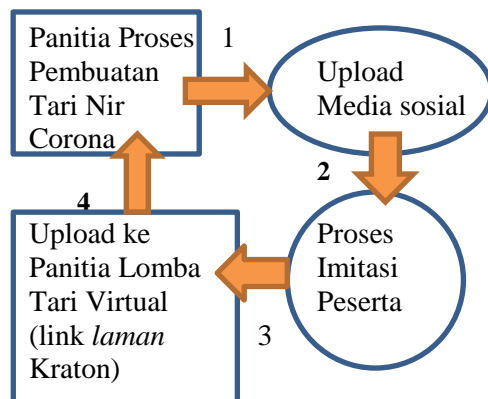 Panitia Proses
Pembuatan
Tari Nir
Corona
1
Upload
Media sosial
2
Proses
Imitasi
Peserta
3
Upload ke
Panitia Lomba
Tari Virtual
(link laman
Kraton)
4